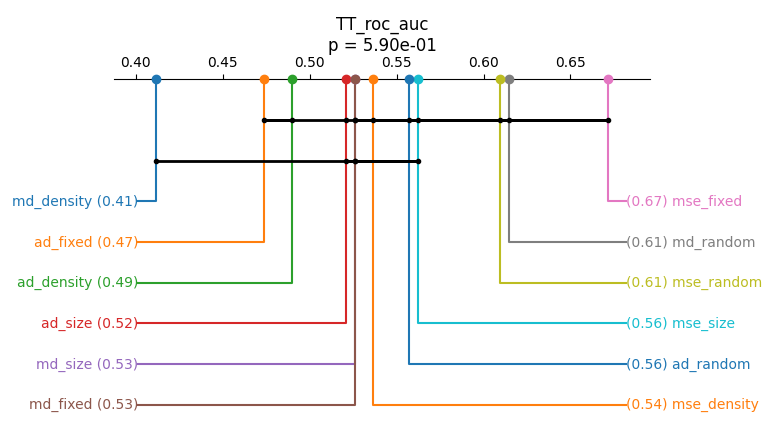 TT_roc_auc
p = 5.90e-01
0.40 0.45 0.50 0.55 0.60 0.65
md_density (0.41)
(0.67) mse_fixed
ad_fixed (0.47)
(0.61) md_random
ad_density (0.49)
(0.61) mse_random
ad_size (0.52)
(0.56) mse_size
md_size (0.53)
(0.56) ad_random
md_fixed (0.53)
(0.54) mse_density